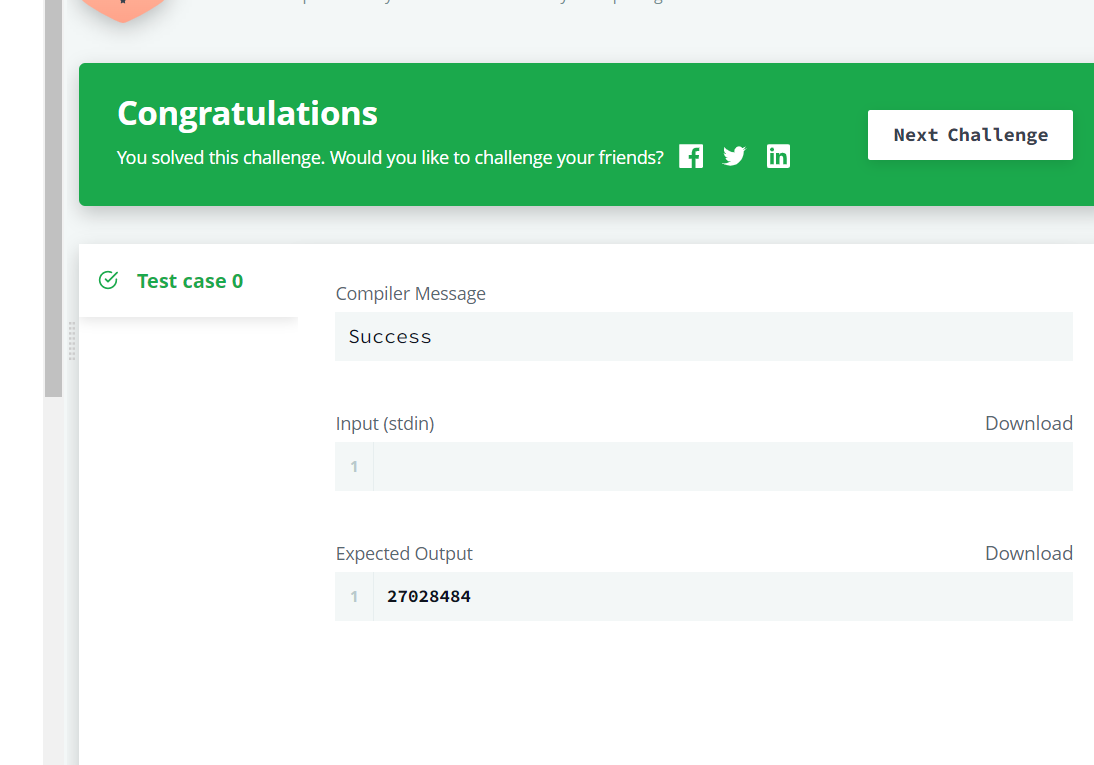 Congratulations
You solved this challenge. Would you like to challenge your friends?
Next Challenge
Test case 0
Compiler Message
Success
Input (stdin)
Download
1
Expected Output
Download
1 27028484